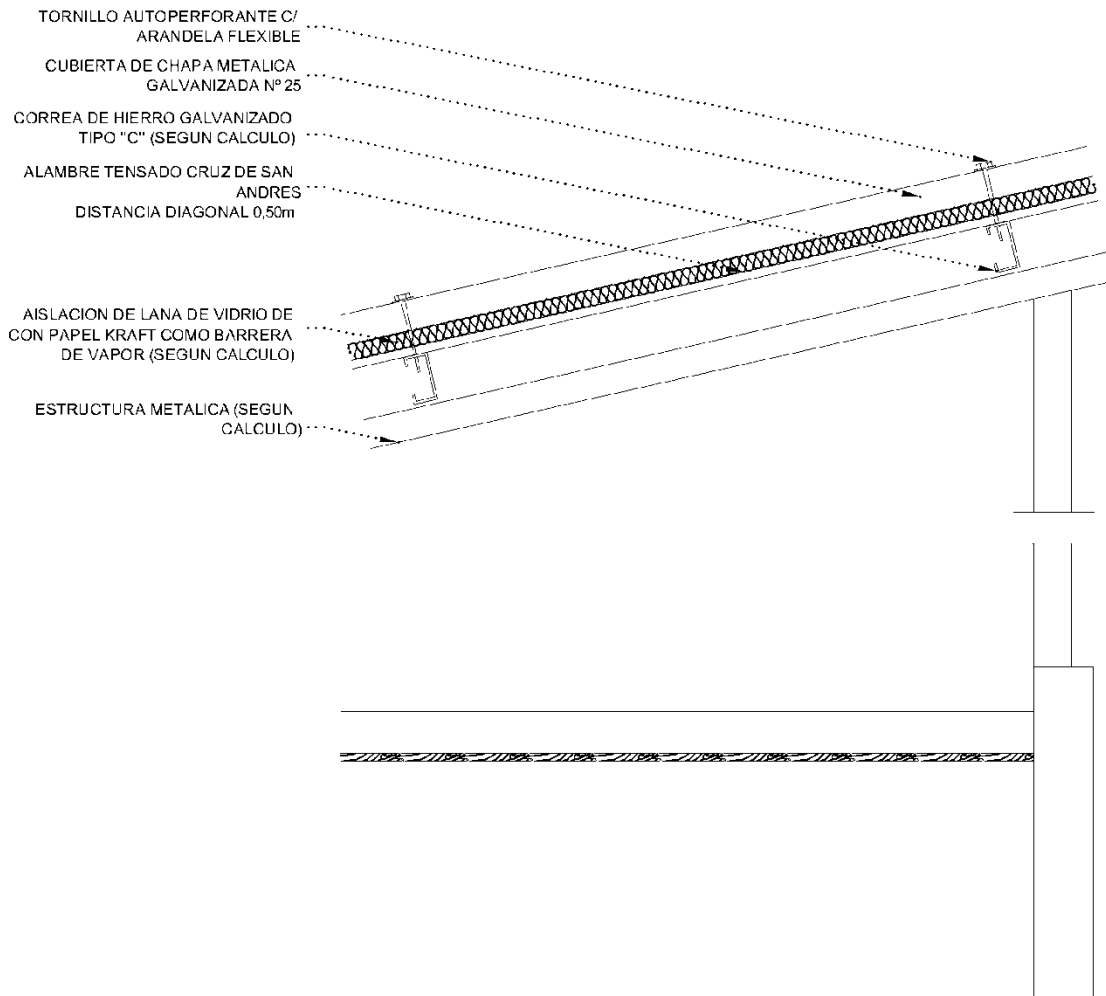 TORNILLO AUTOPERFORANTE C/
ARANDELA FLEXIBLE
CUBIERTA DE CHAPA METALICA
GALVANIZADA Nº 25
CORREA DE HIERRO GALVANIZADO
TIPO "C" (SEGUN CALCULO)
ALAMBRE TENSADO CRUZ DE SAN
ANDRES
DISTANCIA DIAGONAL 0,50m
AISLACION DE LANA DE VIDRIO DE
CON PAPEL KRAFT COMO BARRERA
DE VAPOR (SEGUN CALCULO)
ESTRUCTURA METALICA (SEGUN
CALCULO)